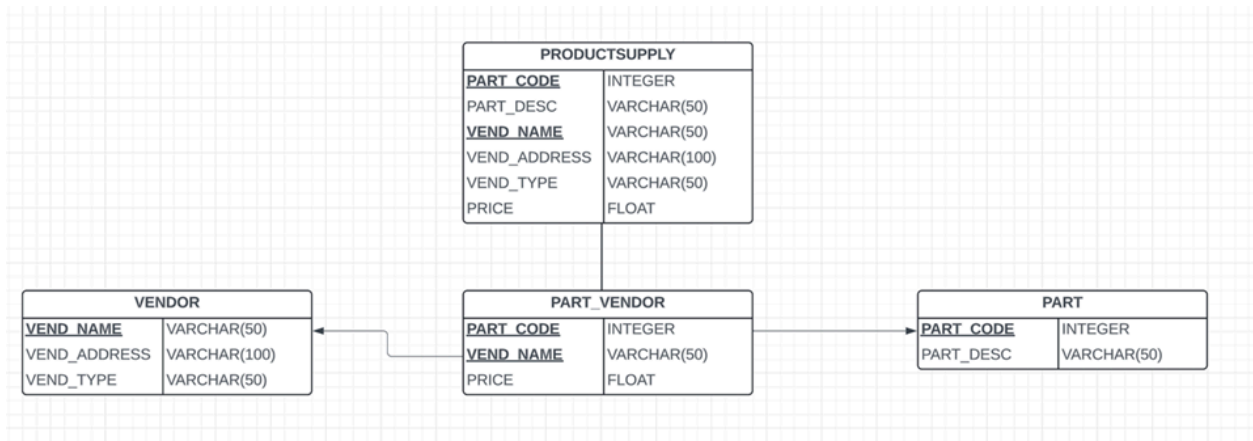 PRODUCTSUPPLY
PART_CODE INTEGER
PART_DESC VARCHAR(50)
VEND_NAME VARCHAR(50)
VEND_ADDRESS VARCHAR(100)
VEND_TYPE VARCHAR(50)
PRICE FLOAT
VENDOR
VEND_NAME VARCHAR(50)
VEND_ADDRESS VARCHAR(100)
VEND_TYPE VARCHAR(50)
PART_VENDOR
PART_CODE INTEGER
VEND_NAME VARCHAR(50)
PRICE FLOAT
PART
PART_CODE INTEGER
PART_DESC VARCHAR(50)